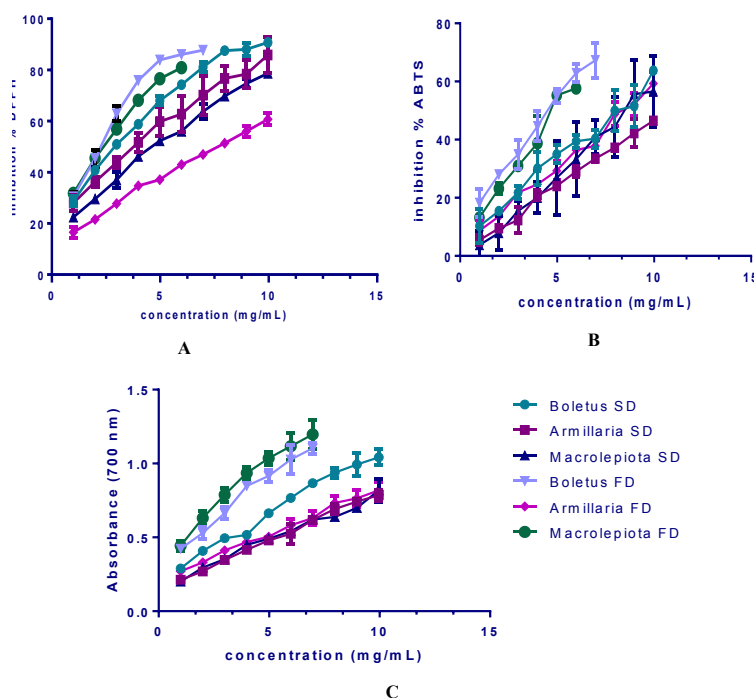 100
80
60
40
20
0
0
5
10
15
concentration (mg/mL)
A
inhibition % ABTS
80
60
40
20
0
0
5
10
15
concentration (mg/mL)
B
Absorbance (700 nm)
1.5
1.0
0.5
0.0
0
5
10
15
concentration (mg/mL)
C
Boletus SD
Armillaria SD
Macrolepiota SD
Boletus FD
Armillaria FD
Macrolepiota FD